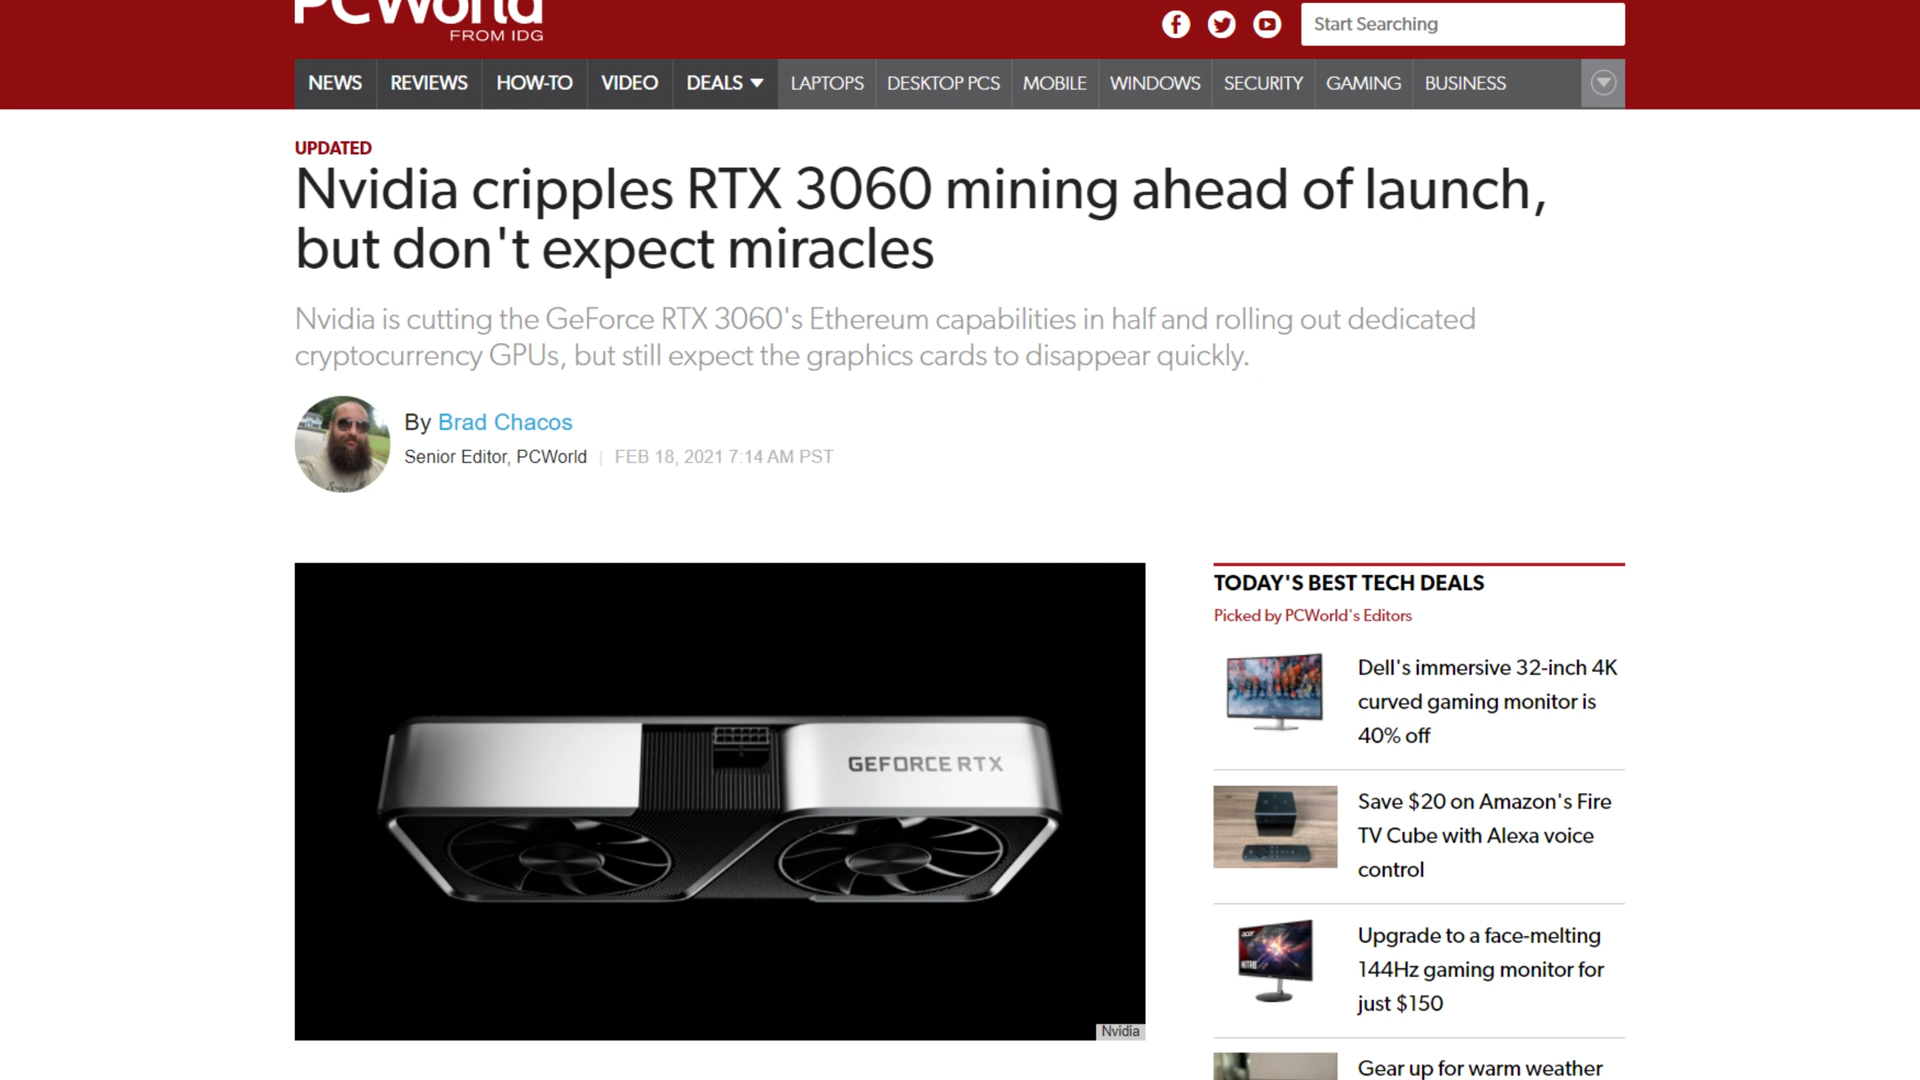 PCWorld
FROM IDG
Start Searching
NEWS REVIEWS HOW-TO VIDEO DEALS LAPTOPS DESKTOP PCS MOBILE WINDOWS SECURITY GAMING BUSINESS
UPDATED
Nvidia cripples RTX 3060 mining ahead of launch,
but don't expect miracles
Nvidia is cutting the GeForce RTX 3060's Ethereum capabilities in half and rolling out dedicated
cryptocurrency GPUs, but still expect the graphics cards to disappear quickly.
By Brad Chacos
Senior Editor, PCWorld | FEB 18, 2021 7:14 AM PST
GEFORCE RTX
Nvidia
TODAY'S BEST TECH DEALS
Picked by PCWorld's Editors
Dell's immersive 32-inch 4K
curved gaming monitor is
40% off
Save $20 on Amazon's Fire
TV Cube with Alexa voice
control
Upgrade to a face-melting
144Hz gaming monitor for
just $150
Gear up for warm weather